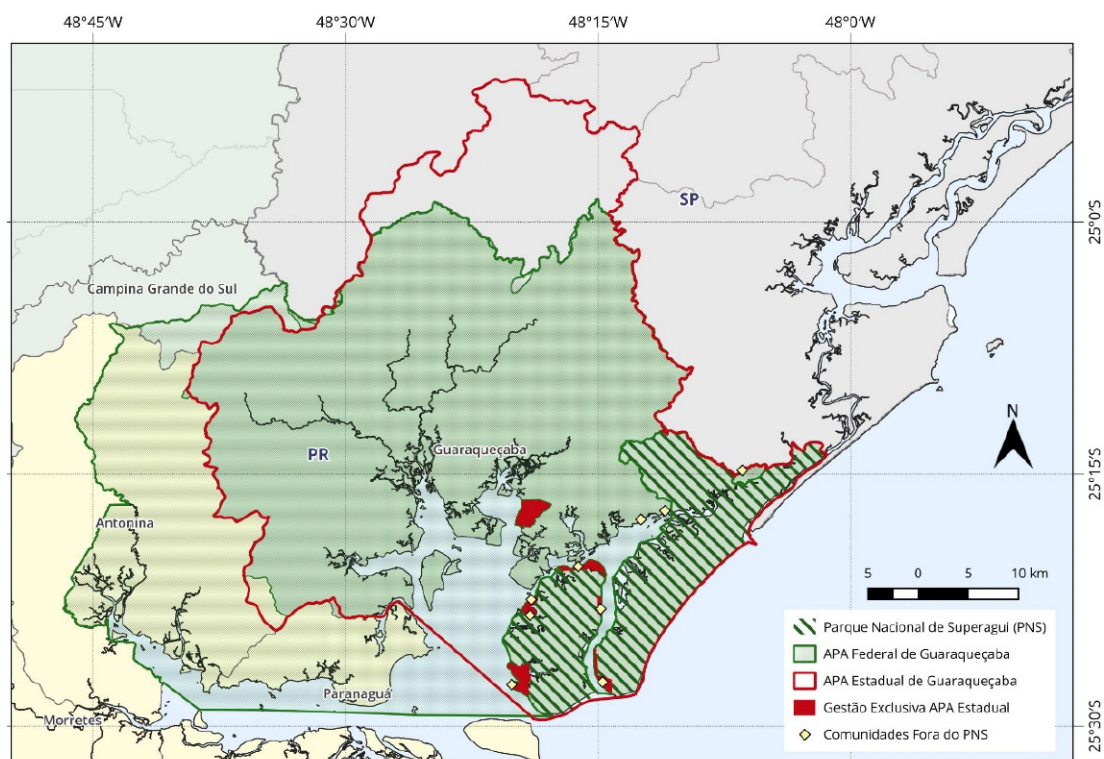 48°45'W 48°30'W 48°15'W 48°0'W
SP
25°0'S
Campina Grande do Sul
N
PR
Guaraqueçaba
25°15'S
Antonina
5 0 5 10 km
Parque Nacional de Superagui (PNS)
APA Federal de Guaraqueçaba
APA Estadual de Guaraqueçaba
Paranaguá
Gestão Exclusiva APA Estadual
Morretes
Comunidades Fora do PNS
25°30'S